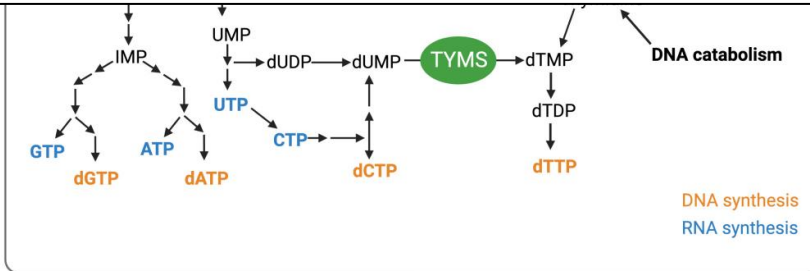 UMP
IMP
dUDP
dUMP
TYMS
dTMP
DNA catabolism
UTP
dTDP
CTP
GTP
ATP
dCTP
dTTP
dGTP
dATP
DNA synthesis
RNA synthesis